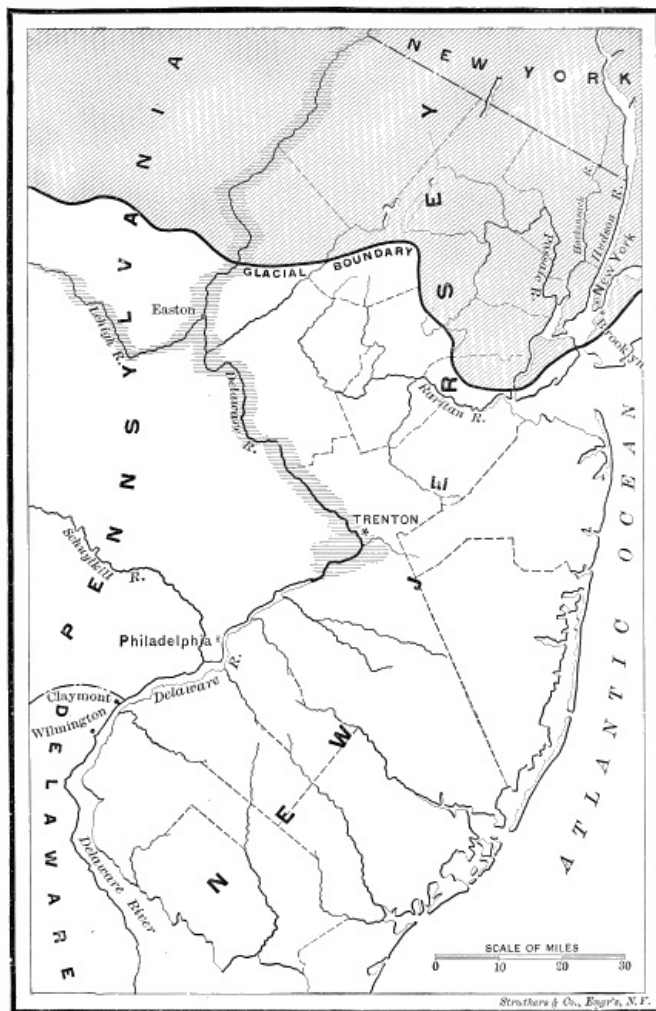 NEW YORK
PENNSYLVANIA
NEW JERSEY
GLACIAL BOUNDARY
Hackensack R.
Hudson R.
Passaic R.
New York
Brooklyn
Easton
Lehigh R.
Delaware R.
Raritan R.
TRENTON
Schuylkill R.
Philadelphia
Delaware R.
Claymont
Wilmington
DELAWARE
Delaware River
ATLANTIC OCEAN
SCALE OF MILES
0 10 20 30
Struthers & Co., Engr's, N.Y.